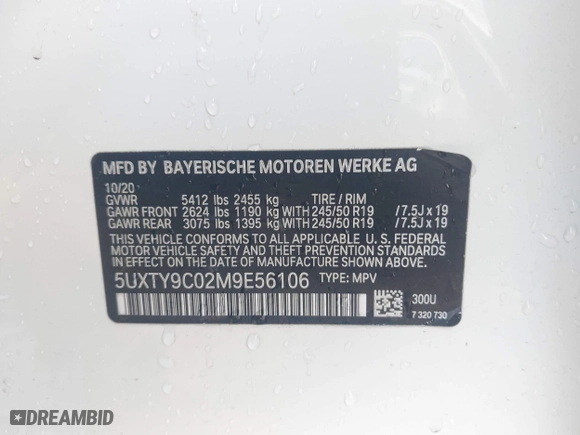 MFD BY BAYERISCHE MOTOREN WERKE AG
10/20
GVWR 5412 lbs 2455 kg TIRE / RIM
GAWR FRONT 2624 lbs 1190 kg WITH 245/50 R19 /7.5J x 19
GAWR REAR 3075 lbs 1395 kg WITH 245/50 R19 /7.5J x 19
THIS VEHICLE CONFORMS TO ALL APPLICABLE U. S. FEDERAL
MOTOR VEHICLE SAFETY AND THEFT PREVENTION STANDARDS
IN EFFECT ON THE DATE OF MANUFACTURE SHOWN ABOVE.
5UXTY9C02M9E56106 TYPE: MPV
300U
7 320 730
DREAMBID